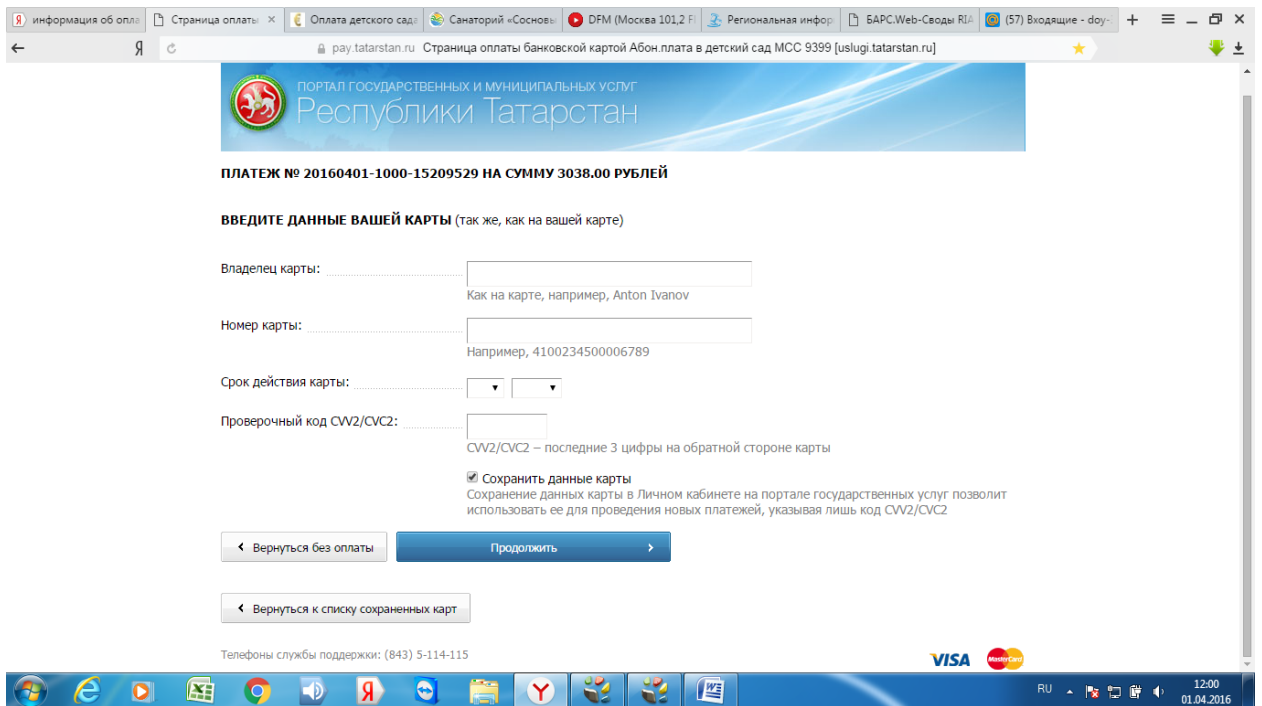 информация об опла
Страница оплаты
Оплата детского сада
Санаторий «Сосновы
DFM (Москва 101,2 F
Региональная инфор
БАРС.Web-Своды RIA
(57) Входящие - doy-
Я
pay.tatarstan.ru Страница оплаты банковской картой Абон.плата в детский сад МСС 9399 [uslugi.tatarstan.ru]
ПОРТАЛ ГОСУДАРСТВЕННЫХ И МУНИЦИПАЛЬНЫХ УСЛУГ
Республики Татарстан
ПЛАТЕЖ № 20160401-1000-15209529 НА СУММУ 3038.00 РУБЛЕЙ
ВВЕДИТЕ ДАННЫЕ ВАШЕЙ КАРТЫ (так же, как на вашей карте)
Владелец карты:
Как на карте, например, Anton Ivanov
Номер карты:
Например, 4100234500006789
Срок действия карты:
Проверочный код CVV2/CVC2:
CVV2/CVC2 – последние 3 цифры на обратной стороне карты
Сохранить данные карты
Сохранение данных карты в Личном кабинете на портале государственных услуг позволит
использовать ее для проведения новых платежей, указывая лишь код CVV2/CVC2
Вернуться без оплаты
Продолжить
Вернуться к списку сохраненных карт
Телефоны службы поддержки: (843) 5-114-115
VISA
MasterCard
RU
12:00
01.04.2016